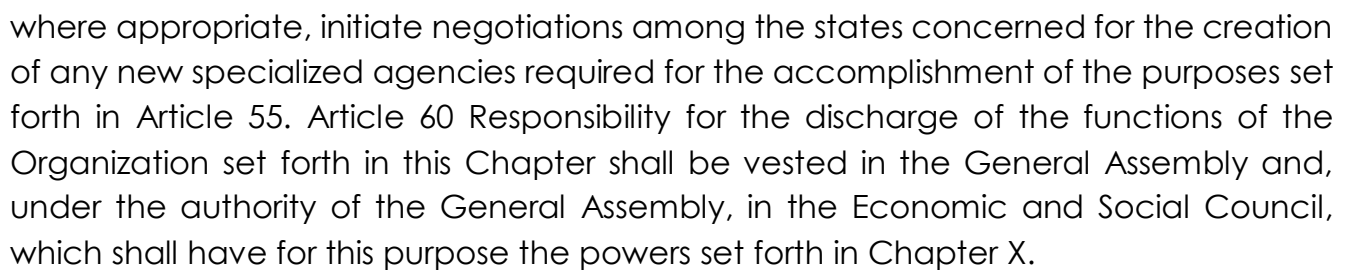 where appropriate, initiate negotiations among the states concerned for the creation
of any new specialized agencies required for the accomplishment of the purposes set
forth in Article 55. Article 60 Responsibility for the discharge of the functions of the
Organization set forth in this Chapter shall be vested in the General Assembly and,
under the authority of the General Assembly, in the Economic and Social Council,
which shall have for this purpose the powers set forth in Chapter X.